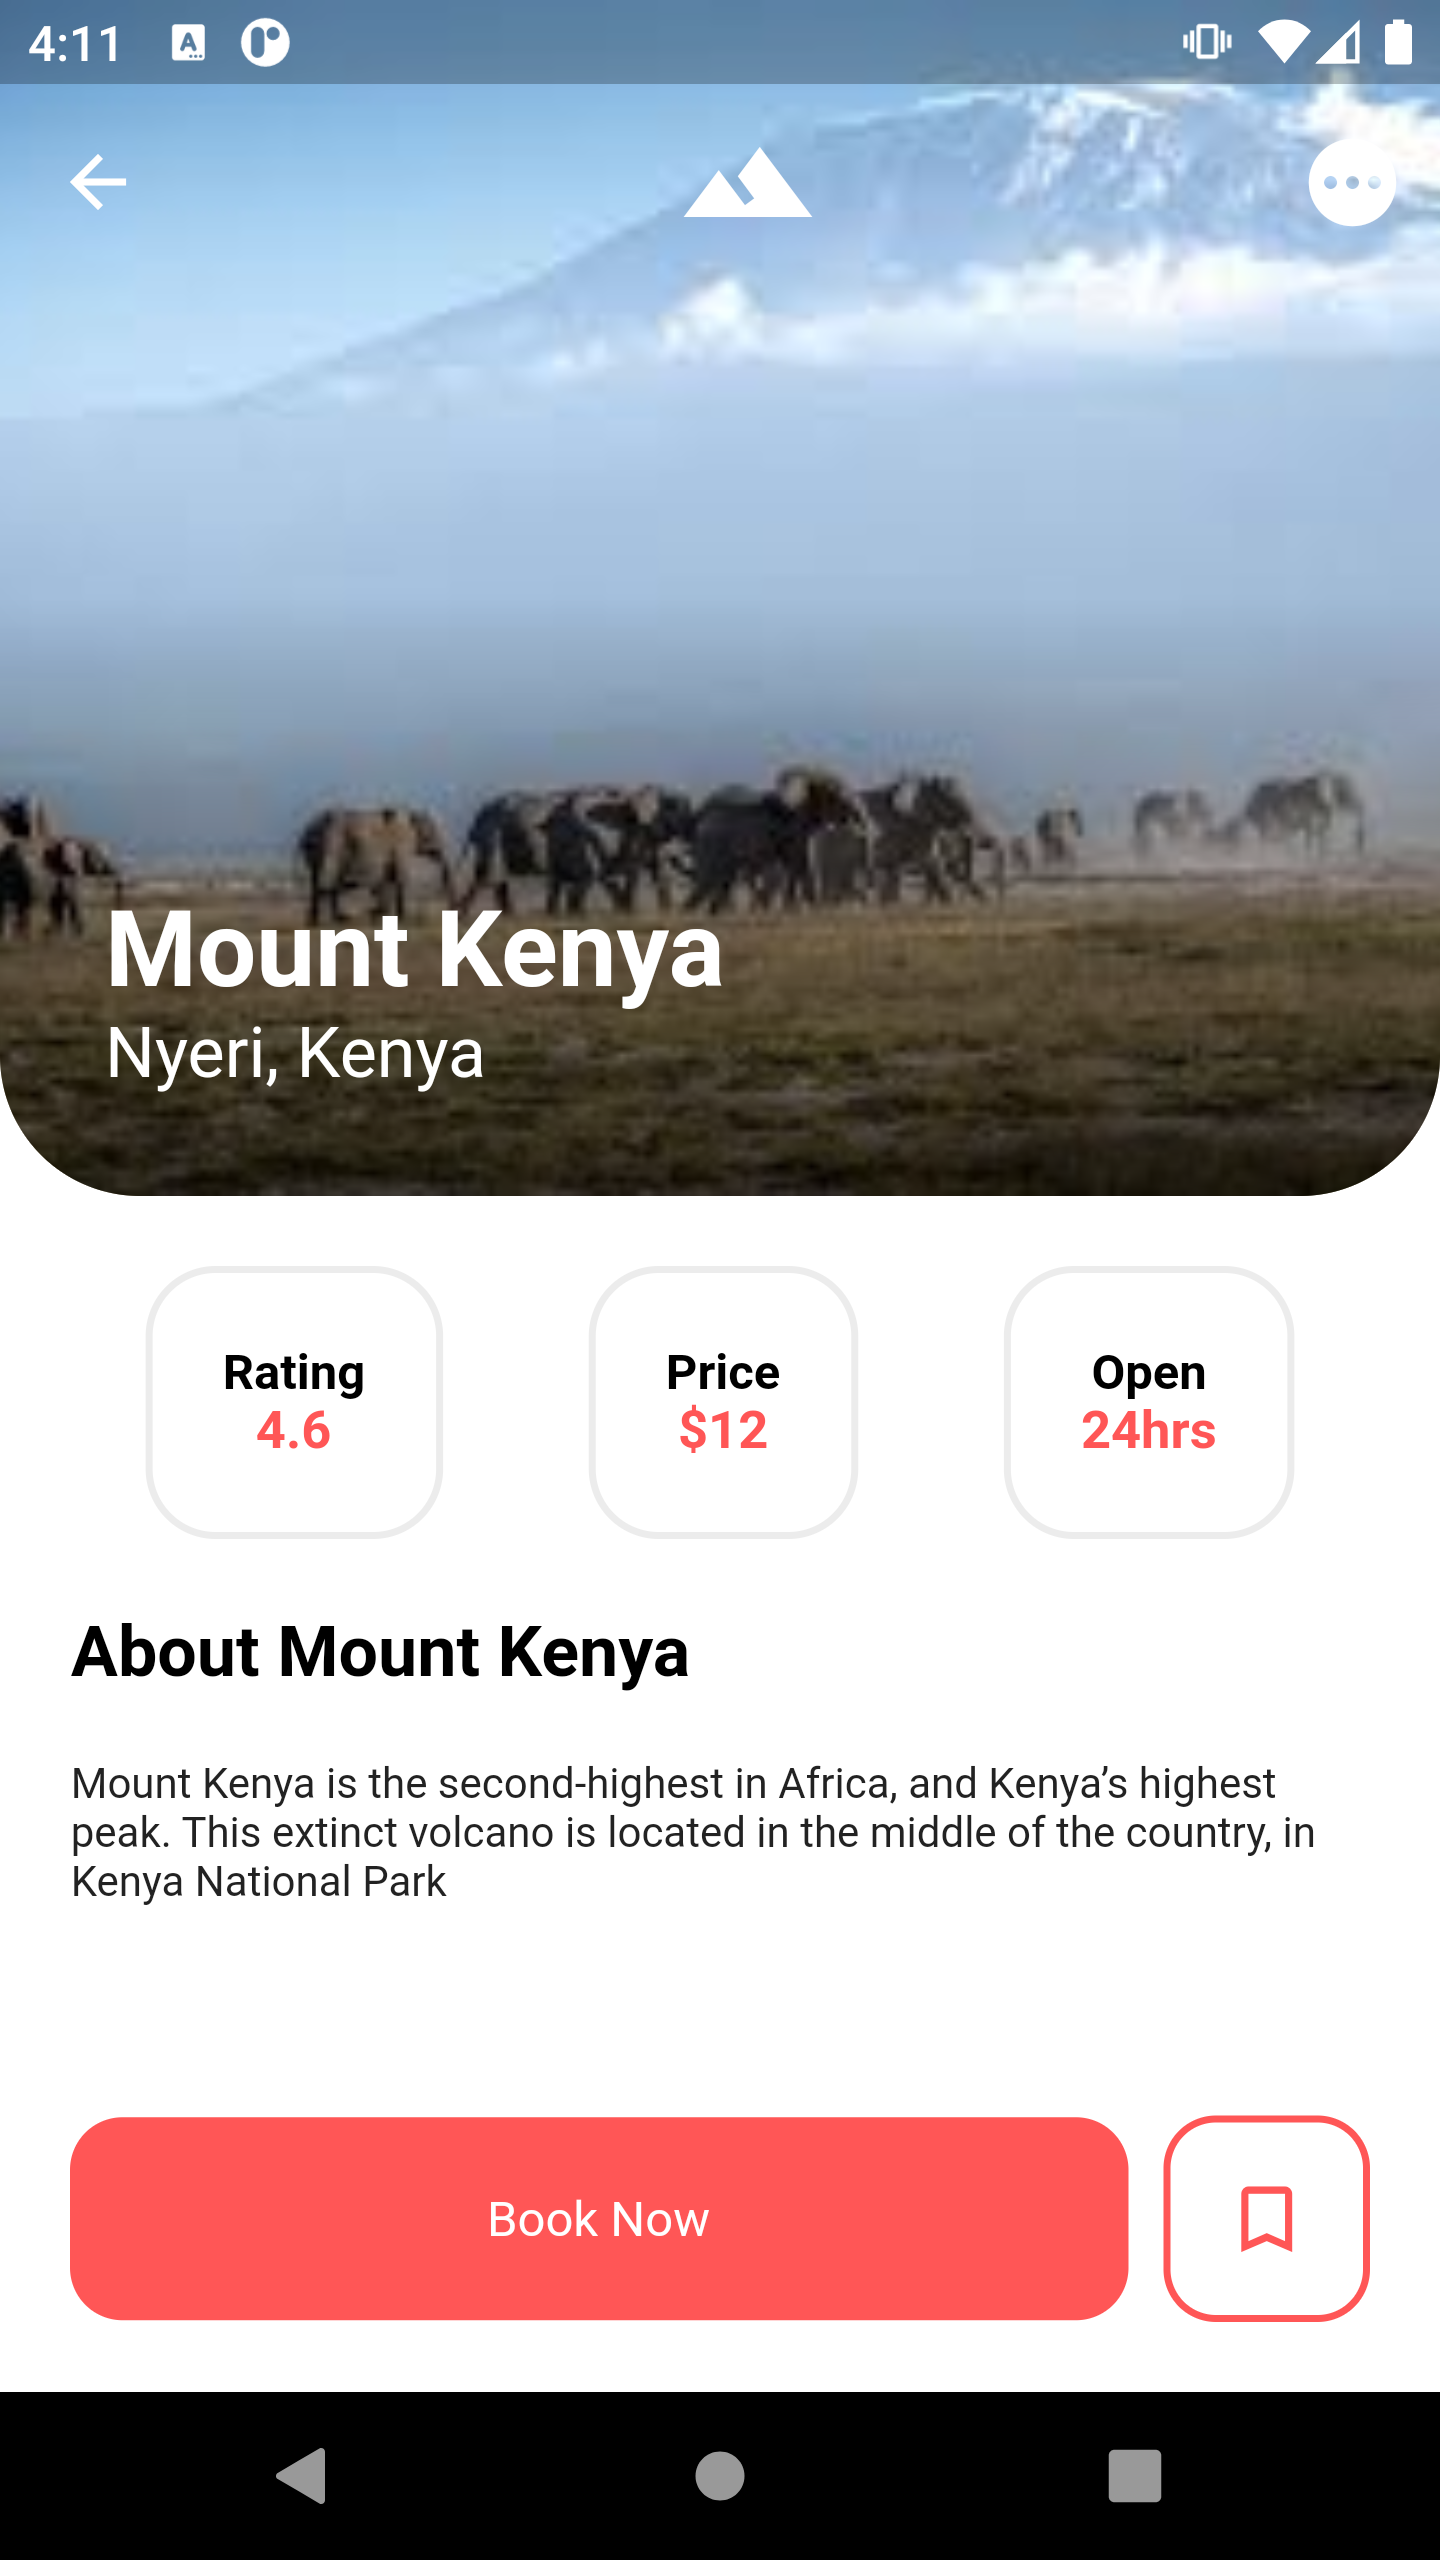 4:11
Mount Kenya
Nyeri, Kenya
Rating
4.6
Price
$12
Open
24hrs
About Mount Kenya
Mount Kenya is the second-highest in Africa, and Kenya’s highest
peak. This extinct volcano is located in the middle of the country, in
Kenya National Park
Book Now